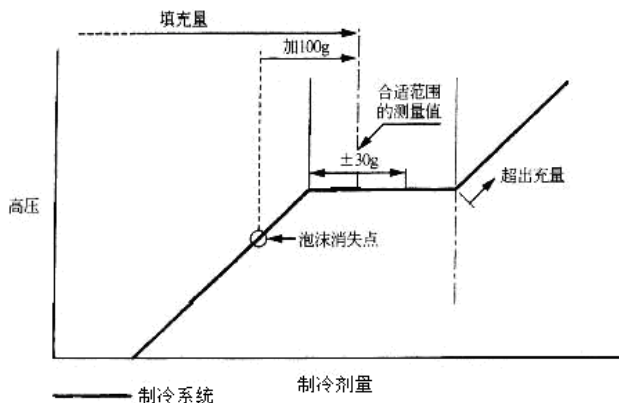 填充量
加100g
合适范围
的测量值
±30g
超出充量
高压
泡沫消失点
制冷剂量
制冷系统